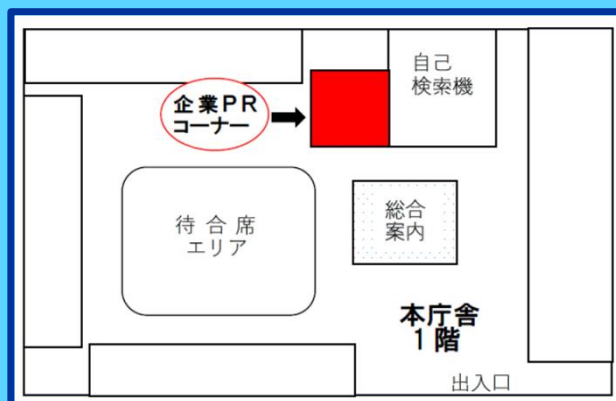 自己
検索機
企業PR
コーナー
待合席
エリア
総合
案内
本庁舎
1階
出入口